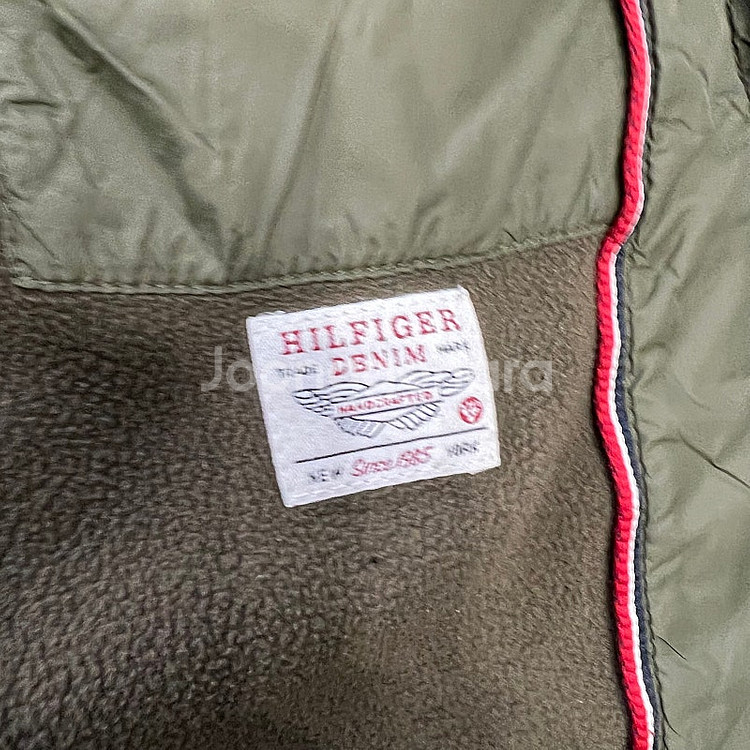 HILFIGER
TRADE DENIM MARK
HANDCRAFTED
NEW Since 1985 YORK